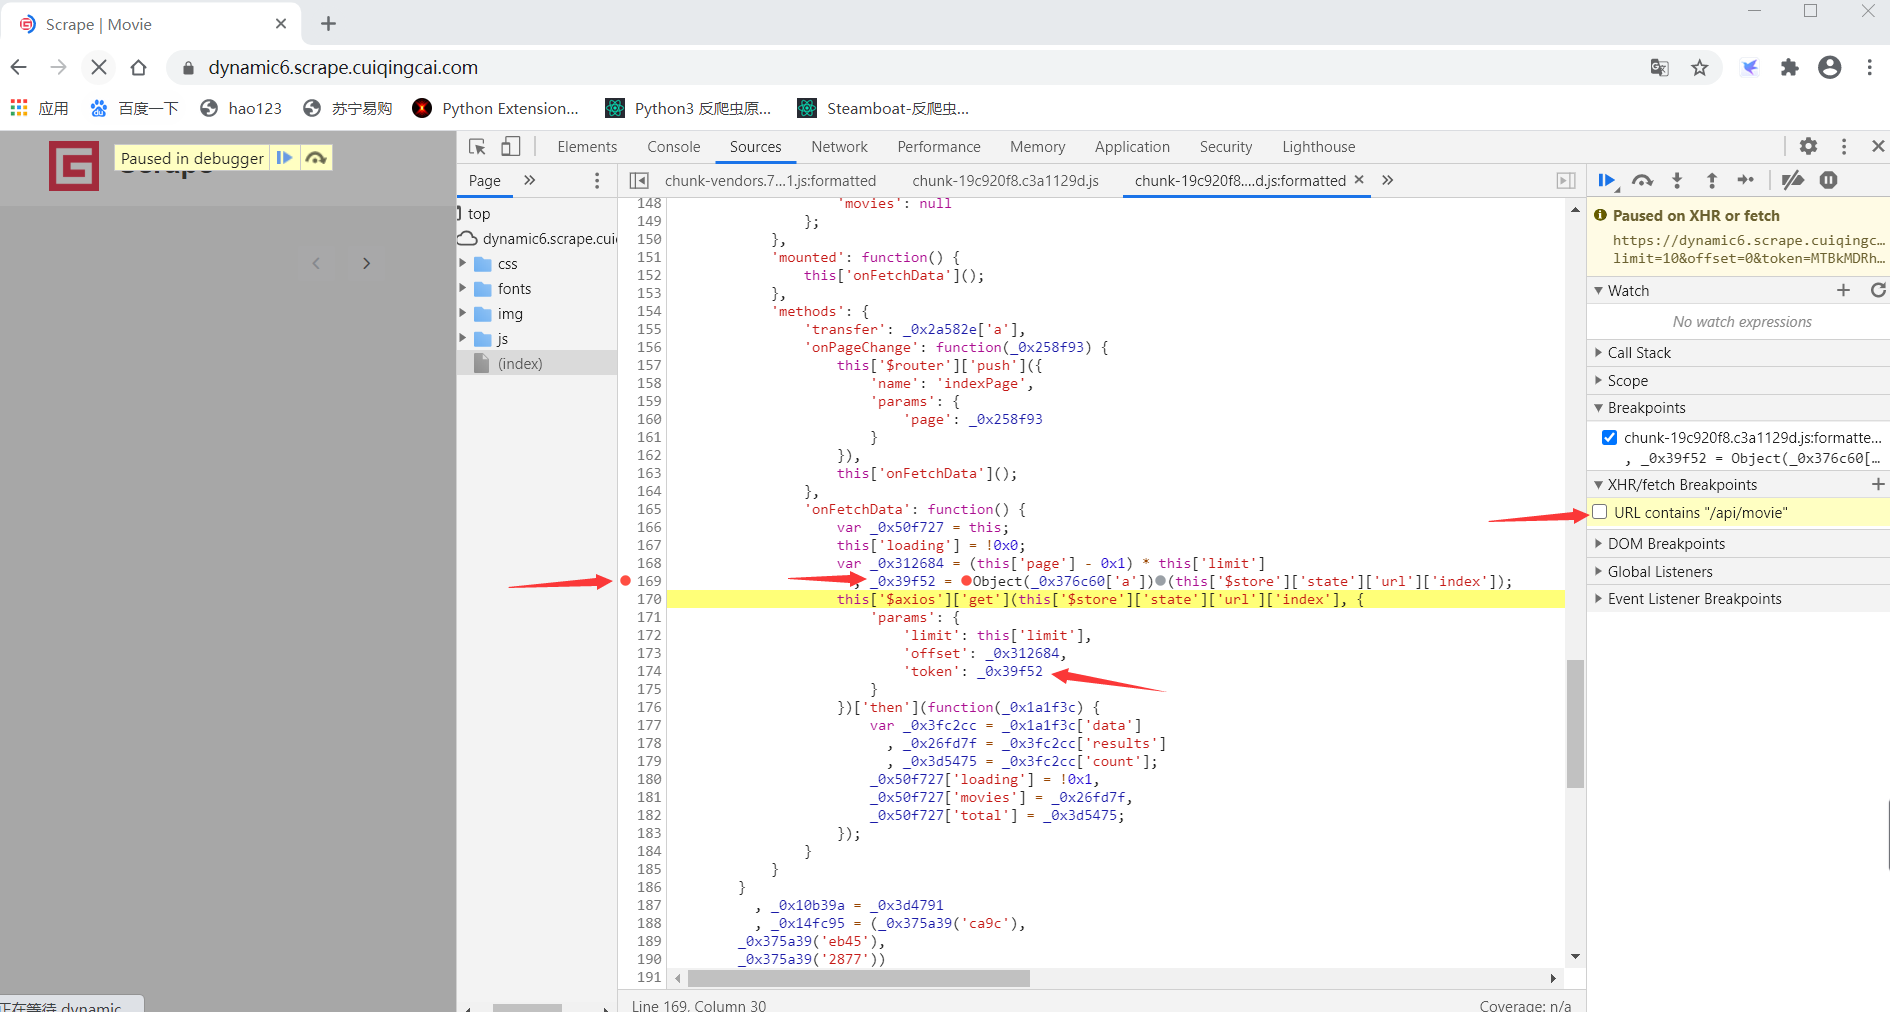 Scrape | Movie
dynamic6.scrape.cuiqingcai.com
应用 百度一下 hao123 苏宁易购 Python Extension... Python3 反爬虫原... Steamboat-反爬虫...
Paused in debugger
Elements Console Sources Network Performance Memory Application Security Lighthouse
Page
chunk-vendors.7...1.js:formatted chunk-19c920f8.c3a1129d.js chunk-19c920f8....d.js:formatted
top
dynamic6.scrape.cui
css
fonts
img
js
(index)
148 'movies': null
149 };
150 },
151 'mounted': function() {
152 this['onFetchData']();
153 },
154 'methods': {
155 'transfer': _0x2a582e['a'],
156 'onPageChange': function(_0x258f93) {
157 this['$router']['push']({
158 'name': 'indexPage',
159 'params': {
160 'page': _0x258f93
161 }
162 }),
163 this['onFetchData']();
164 },
165 'onFetchData': function() {
166 var _0x50f727 = this;
167 this['loading'] = !0x0;
168 var _0x312684 = (this['page'] - 0x1) * this['limit']
169 , _0x39f52 = Object(_0x376c60['a'])(this['$store']['state']['url']['index']);
170 this['$axios']['get'](this['$store']['state']['url']['index'], {
171 'params': {
172 'limit': this['limit'],
173 'offset': _0x312684,
174 'token': _0x39f52
175 }
176 })['then'](function(_0x1a1f3c) {
177 var _0x3fc2cc = _0x1a1f3c['data']
178 , _0x26fd7f = _0x3fc2cc['results']
179 , _0x3d5475 = _0x3fc2cc['count'];
180 _0x50f727['loading'] = !0x1,
181 _0x50f727['movies'] = _0x26fd7f,
182 _0x50f727['total'] = _0x3d5475;
183 });
184 }
185 }
186 }
187 , _0x10b39a = _0x3d4791
188 , _0x14fc95 = (_0x375a39('ca9c'),
189 _0x375a39('eb45'),
190 _0x375a39('2877'))
191
Line 169, Column 30
Coverage: n/a
Paused on XHR or fetch
https://dynamic6.scrape.cuiqingc...
limit=10&offset=0&token=MTBkMDRh...
Watch
No watch expressions
Call Stack
Scope
Breakpoints
chunk-19c920f8.c3a1129d.js:formatte...
, _0x39f52 = Object(_0x376c60[...
XHR/fetch Breakpoints
URL contains "/api/movie"
DOM Breakpoints
Global Listeners
Event Listener Breakpoints
正在等待 dynamic